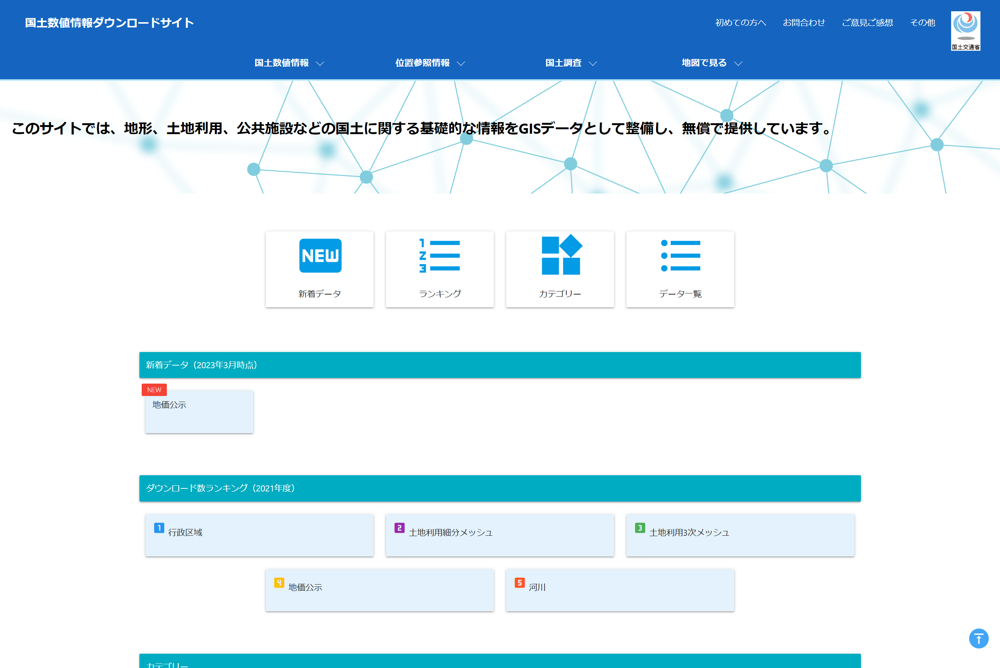 国土数値情報ダウンロードサイト
初めての方へ お問合わせ ご意見ご感想 その他
国土交通省
国土数値情報 位置参照情報 国土調査 地図で見る
このサイトでは、地形、土地利用、公共施設などの国土に関する基礎的な情報をGISデータとして整備し、無償で提供しています。
NEW
1
2
3
新着データ ランキング カテゴリー データ一覧
新着データ（2023年3月時点）
NEW
地価公示
ダウンロード数ランキング（2021年度）
1 行政区域
2 土地利用細分メッシュ
3 土地利用3次メッシュ
4 地価公示
5 河川
カテゴリー